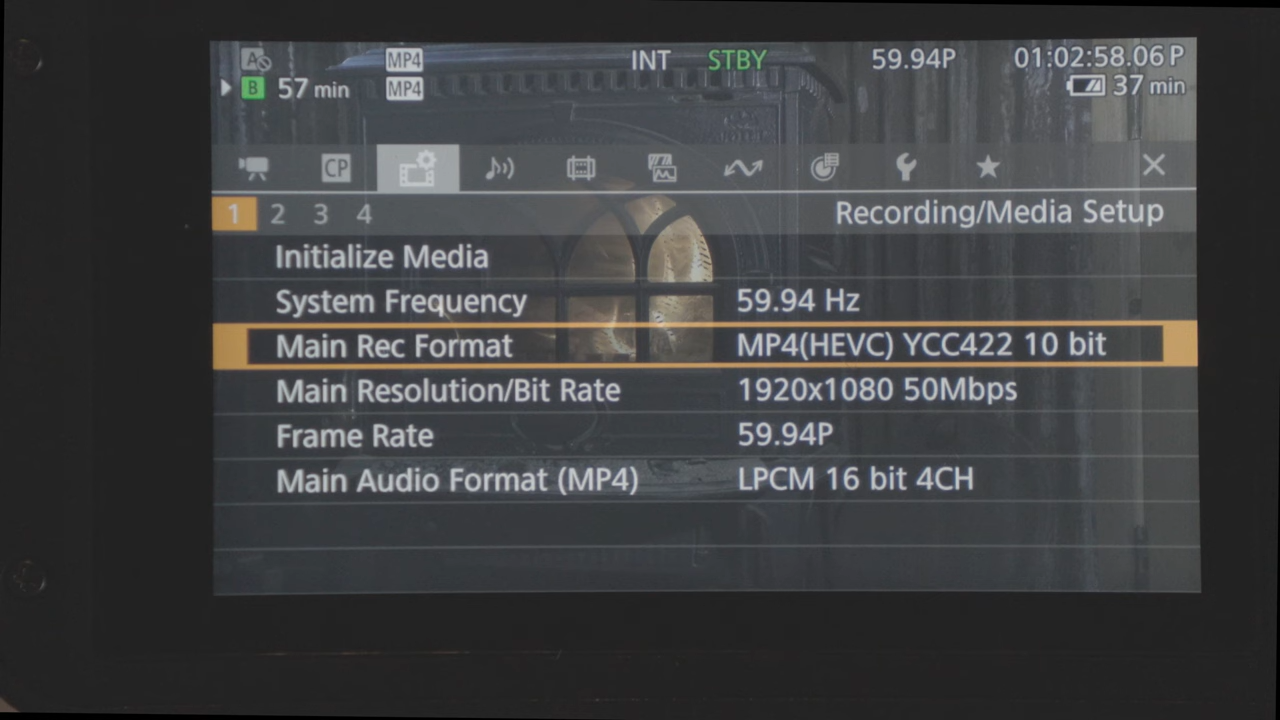 A MP4 INT STBY 59.94P 01:02:58.06 P
B 57 min MP4 37 min
CP
1 2 3 4 Recording/Media Setup
Initialize Media
System Frequency 59.94 Hz
Main Rec Format MP4(HEVC) YCC422 10 bit
Main Resolution/Bit Rate 1920x1080 50Mbps
Frame Rate 59.94P
Main Audio Format (MP4) LPCM 16 bit 4CH